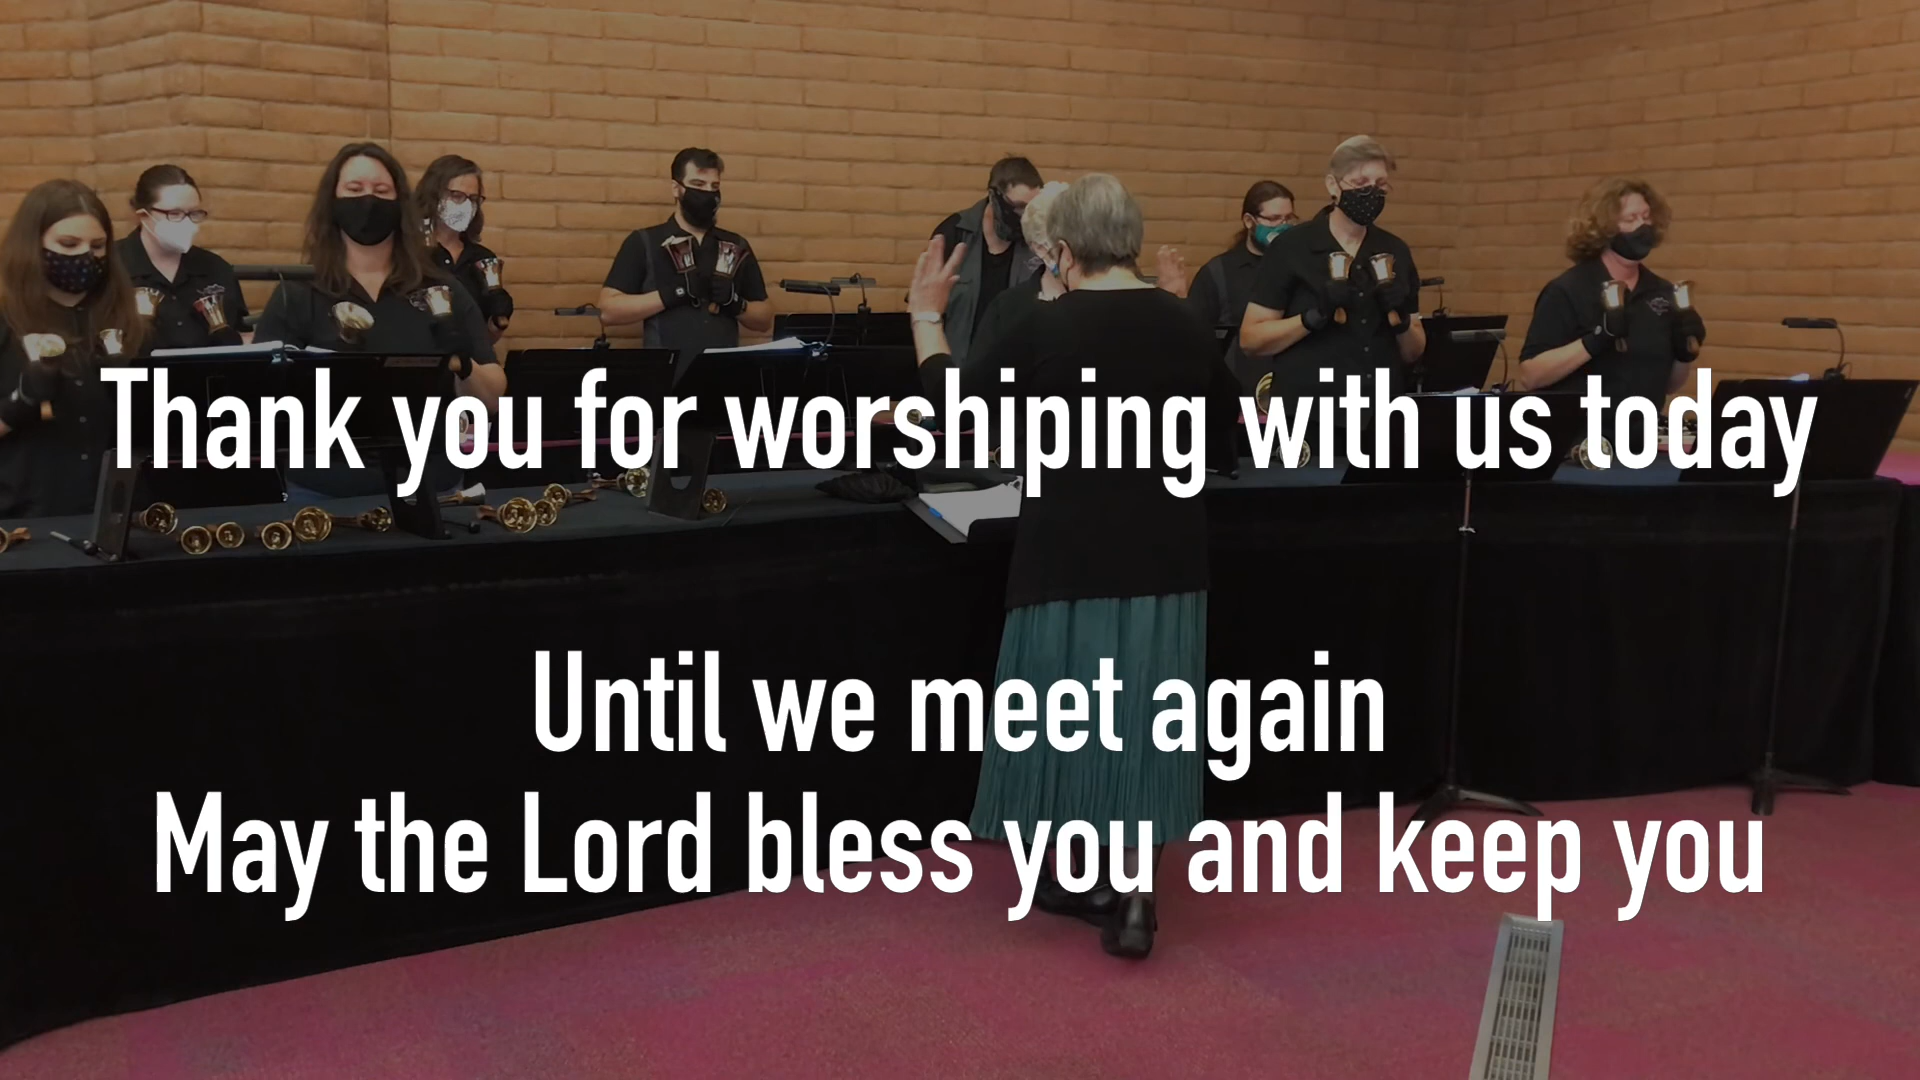 Thank you for worshiping with us today
Until we meet again
May the Lord bless you and keep you